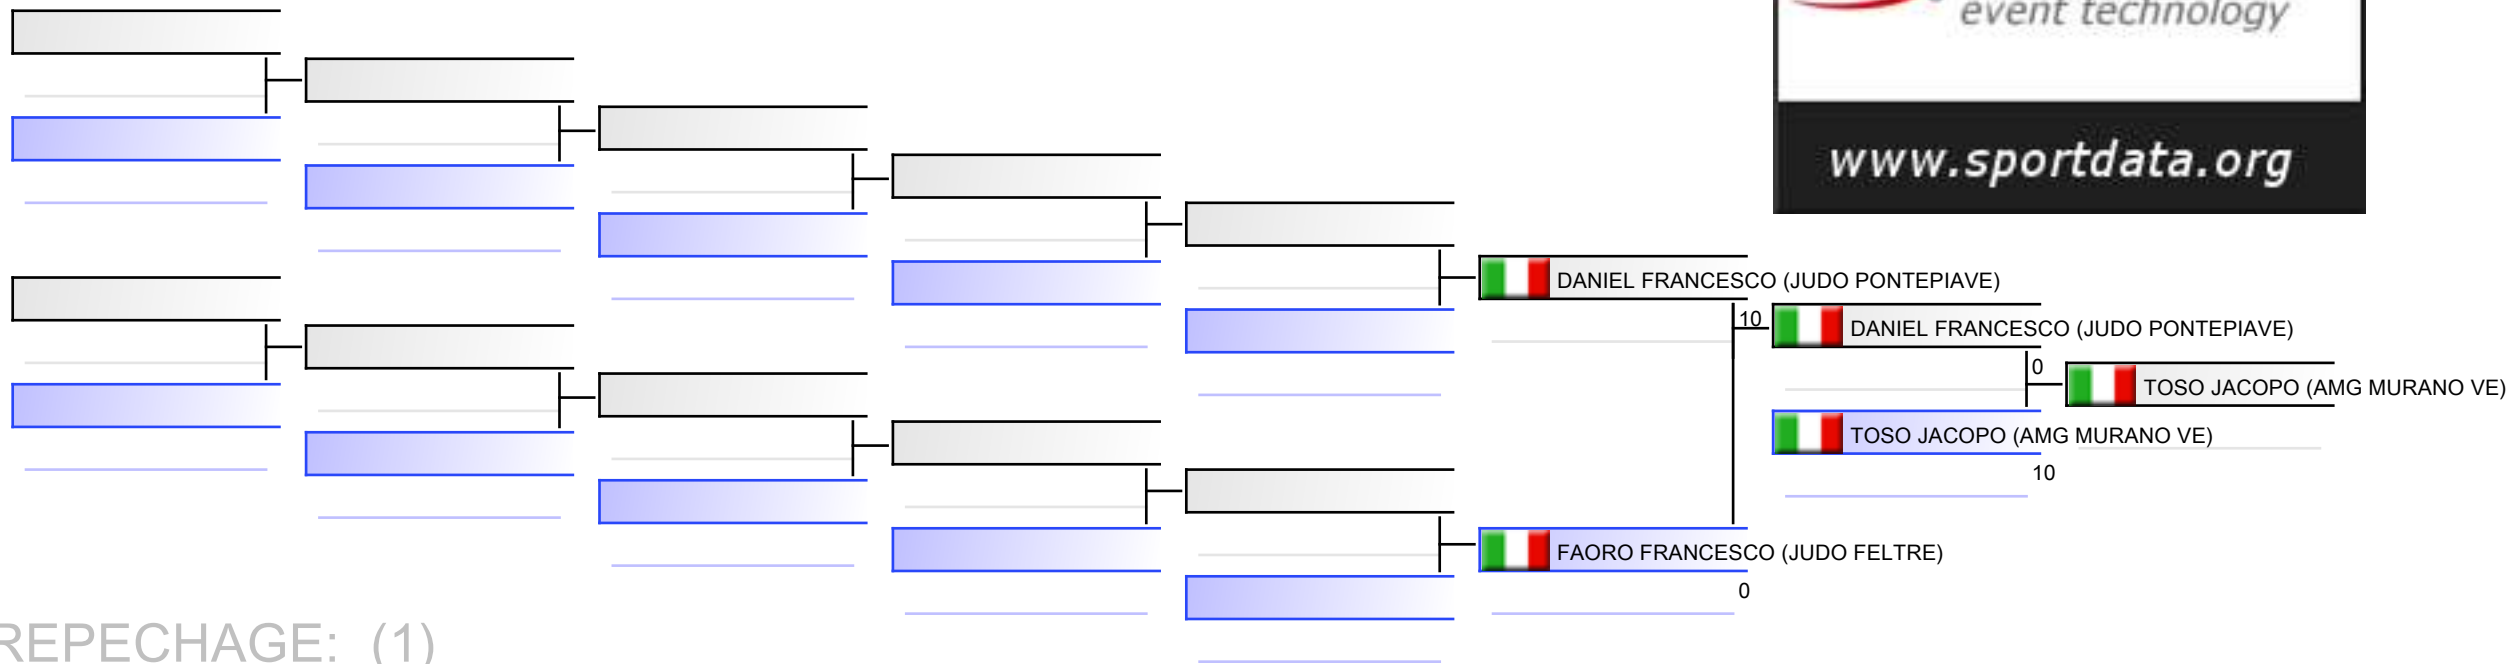 event technology
www.sportdata.org
DANIEL FRANCESCO (JUDO PONTEPIAVE)
10
DANIEL FRANCESCO (JUDO PONTEPIAVE)
0
TOSO JACOPO (AMG MURANO VE)
TOSO JACOPO (AMG MURANO VE)
10
FAORO FRANCESCO (JUDO FELTRE)
0
REPECHAGE: (1)